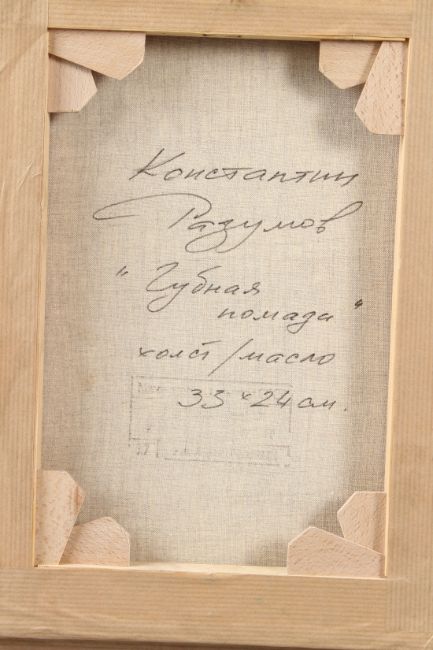 Константин
Разумов
"Губная
помада"
холст/масло
33 x 24 см.